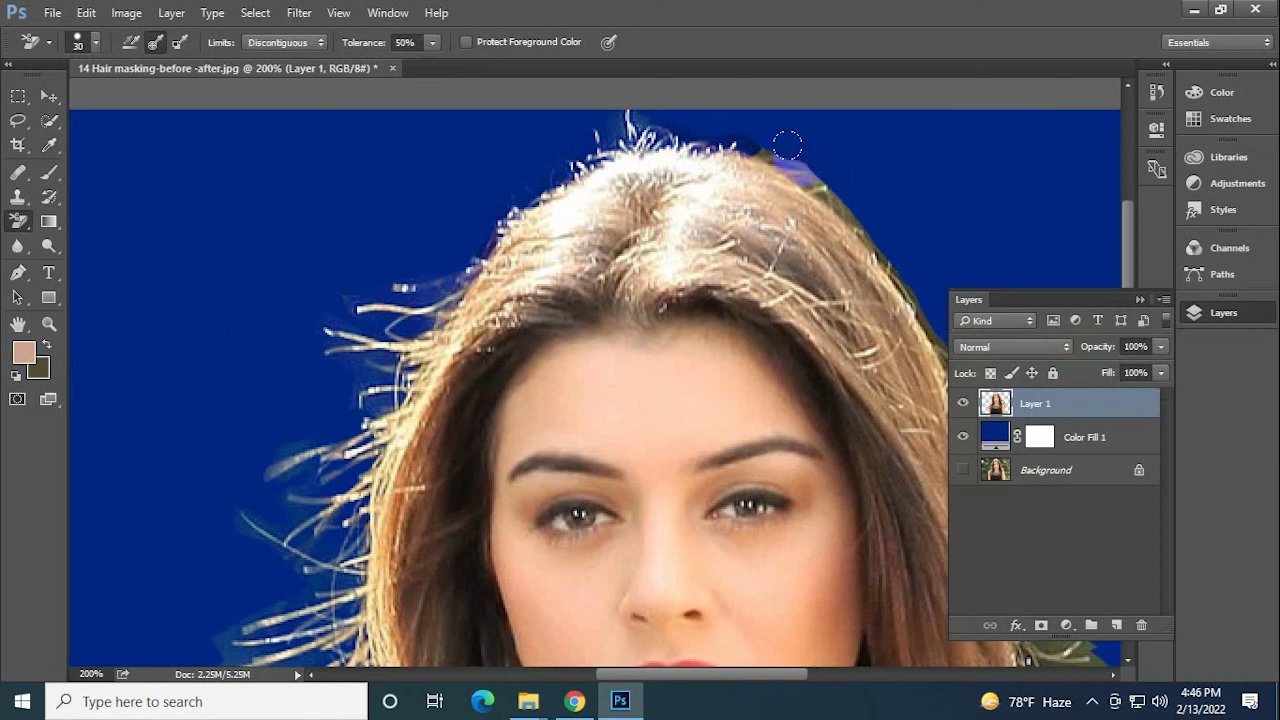 Ps File Edit Image Layer Type Select Filter View Window Help
30 Limits: Discontiguous Tolerance: 50% Protect Foreground Color Essentials
14 Hair masking-before -after.jpg @ 200% (Layer 1, RGB/8#) *
Color
Swatches
Libraries
Adjustments
Styles
Channels
Paths
Layers
Layers
Kind
Normal Opacity: 100%
Lock: Fill: 100%
Layer 1
Color Fill 1
Background
fx
200% Doc: 2.25M/5.25M
Type here to search
Ps
78°F Haze
4:46 PM
2/13/2022